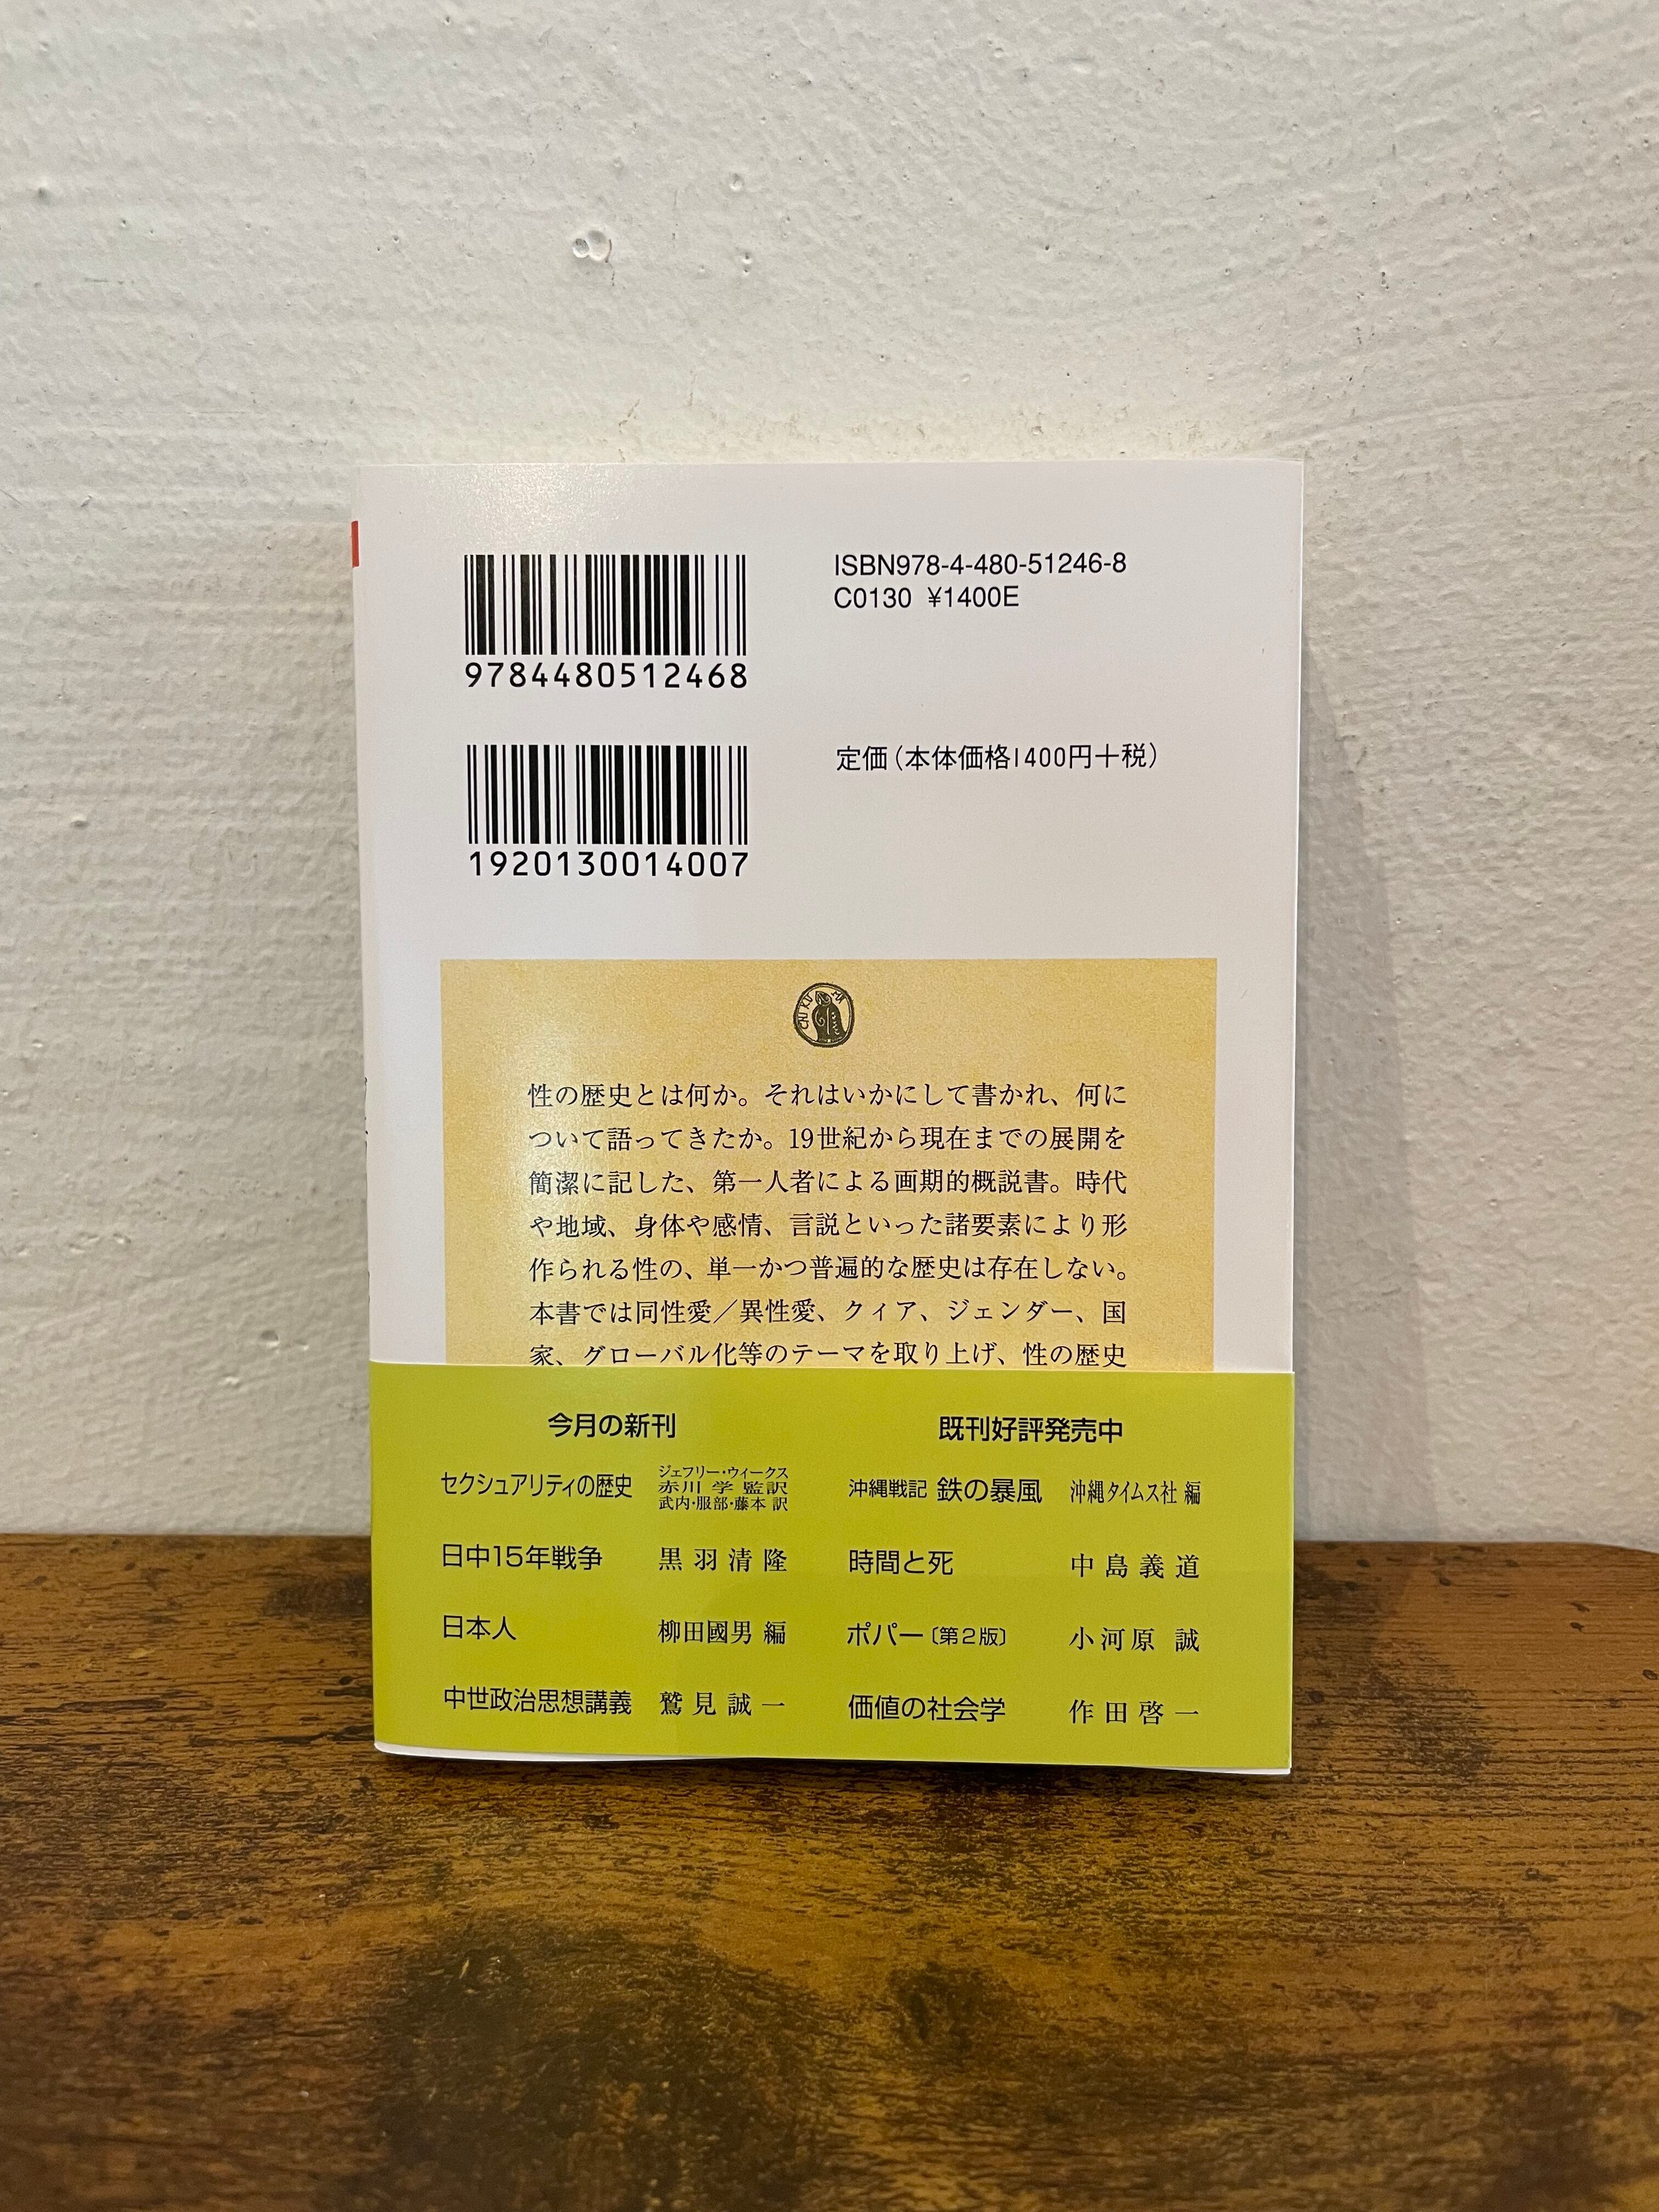 ISBN978-4-480-51246-8
C0130 ¥1400E
9784480512468
定価(本体価格1400円+税)
1920130014007
CHIKUMA
性の歴史とは何か。それはいかにして書かれ、何に
ついて語ってきたか。19世紀から現在までの展開を
簡潔に記した、第一人者による画期的概説書。時代
や地域、身体や感情、言説といった諸要素により形
作られる性の、単一かつ普遍的な歴史は存在しない。
本書では同性愛/異性愛、クィア、ジェンダー、国
家、グローバル化等のテーマを取り上げ、性の歴史
今月の新刊
セクシュアリティの歴史 ジェフリー・ウィークス
赤川 学 監訳
武内・服部・藤本 訳
日中15年戦争 黒羽清隆
日本人 柳田國男 編
中世政治思想講義 鷲見誠一
既刊好評発売中
沖縄戦記 鉄の暴風 沖縄タイムス社 編
時間と死 中島義道
ポパー〔第2版〕 小河原 誠
価値の社会学 作田啓一